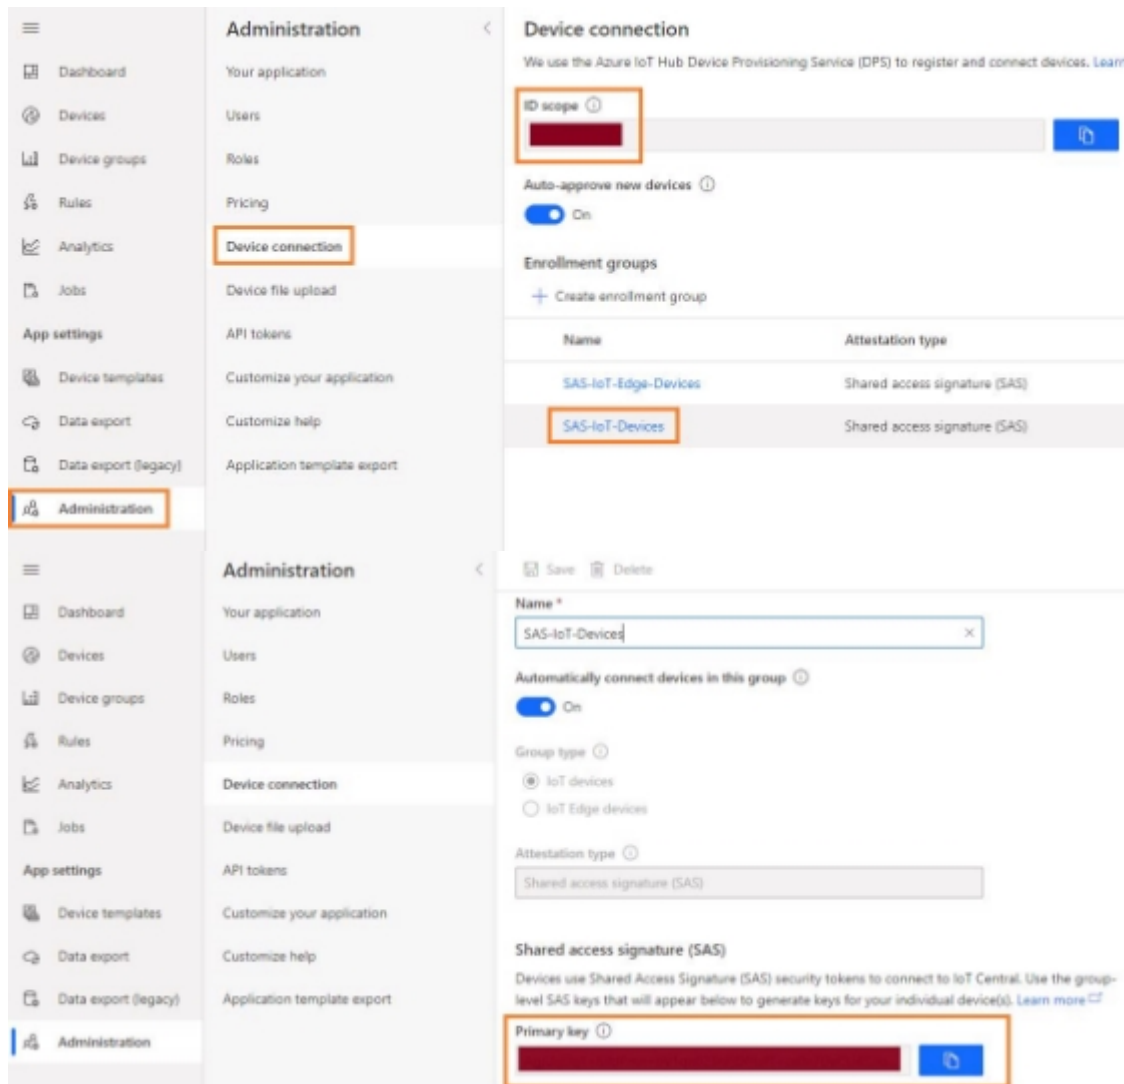 Administration
Device connection
Dashboard
Your application
We use the Azure IoT Hub Device Provisioning Service (DPS) to register and connect devices. Learn
Devices
Users
ID scope
Device groups
Roles
Auto-approve new devices
Rules
Pricing
On
Analytics
Device connection
Enrollment groups
Jobs
Device file upload
Create enrollment group
App settings
API tokens
Name
Attestation type
Device templates
Customize your application
SAS-IoT-Edge-Devices
Shared access signature (SAS)
Data export
Customize help
SAS-IoT-Devices
Shared access signature (SAS)
Data export (legacy)
Application template export
Administration
Administration
Save
Delete
Dashboard
Your application
Name *
SAS-IoT-Devices
Devices
Users
Automatically connect devices in this group
Device groups
Roles
On
Rules
Pricing
Group type
Analytics
Device connection
IoT devices
IoT Edge devices
Jobs
Device file upload
Attestation type
App settings
API tokens
Shared access signature (SAS)
Device templates
Customize your application
Data export
Customize help
Shared access signature (SAS)
Devices use Shared Access Signature (SAS) security tokens to connect to IoT Central. Use the group-
level SAS keys that will appear below to generate keys for your individual device(s). Learn more
Data export (legacy)
Application template export
Primary key
Administration